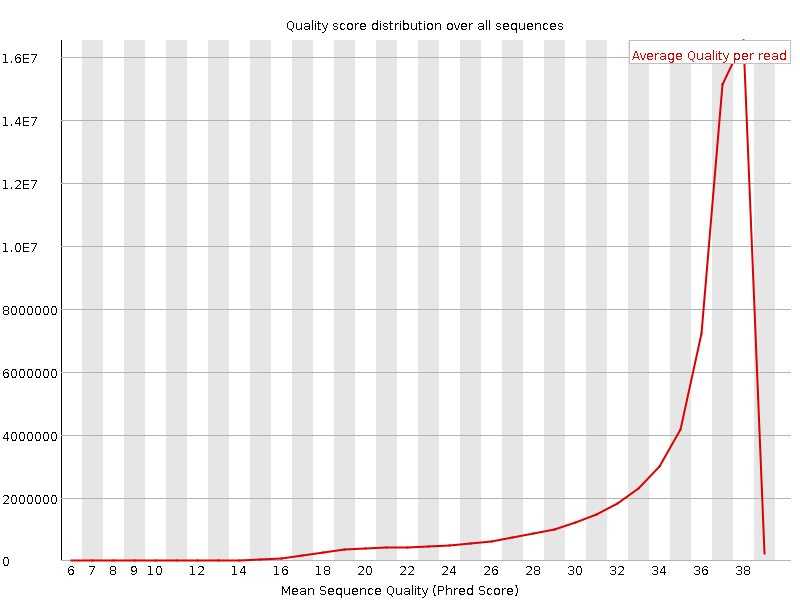 Quality score distribution over all sequences
Average Quality per read
1.6E7
1.4E7
1.2E7
1.0E7
8000000
6000000
4000000
2000000
0
6 7 8 9 10 12 14 16 18 20 22 24 26 28 30 32 34 36 38
Mean Sequence Quality (Phred Score)